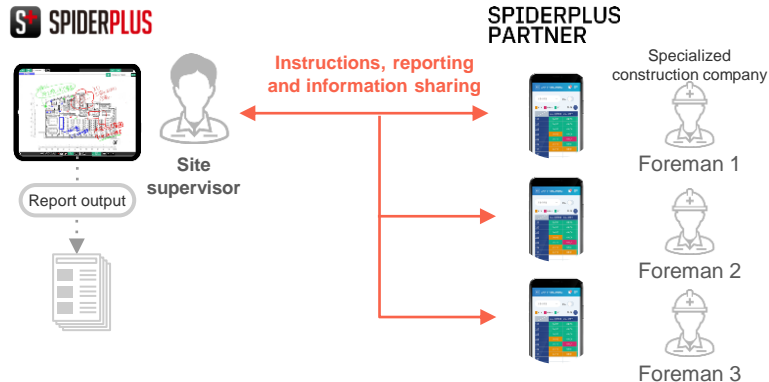 S+ SPIDERPLUS
SPIDERPLUS
PARTNER
Instructions, reporting
and information sharing
Specialized
construction company
Site
supervisor
Report output
Foreman 1
Foreman 2
Foreman 3